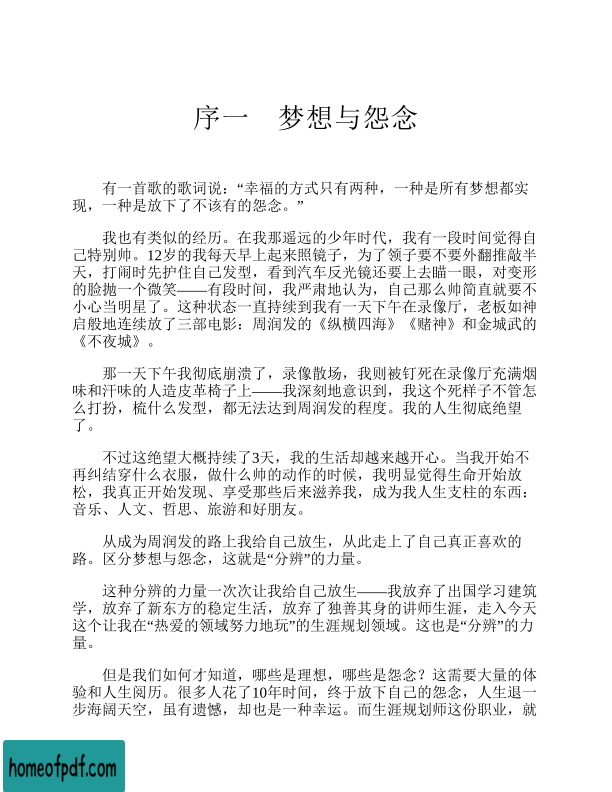 序一　梦想与怨念
有一首歌的歌词说：“幸福的方式只有两种，一种是所有梦想都实
现，一种是放下了不该有的怨念。”
我也有类似的经历。在我那遥远的少年时代，我有一段时间觉得自
己特别帅。12岁的我每天早上起来照镜子，为了领子要不要外翻推敲半
天，打闹时先护住自己发型，看到汽车反光镜还要上去瞄一眼，对变形
的脸抛一个微笑——有段时间，我严肃地认为，自己那么帅简直就要不
小心当明星了。这种状态一直持续到我有一天下午在录像厅，老板如神
启般地连续放了三部电影：周润发的《纵横四海》《赌神》和金城武的
《不夜城》。
那一天下午我彻底崩溃了，录像散场，我则被钉死在录像厅充满烟
味和汗味的人造皮革椅子上——我深刻地意识到，我这个死样子不管怎
么打扮，梳什么发型，都无法达到周润发的程度。我的人生彻底绝望
了。
不过这绝望大概持续了3天，我的生活却越来越开心。当我开始不
再纠结穿什么衣服，做什么帅的动作的时候，我明显觉得生命开始放
松，我真正开始发现、享受那些后来滋养我，成为我人生支柱的东西：
音乐、人文、哲思、旅游和好朋友。
从成为周润发的路上我给自己放生，从此走上了自己真正喜欢的
路。区分梦想与怨念，这就是“分辨”的力量。
这种分辨的力量一次次让我给自己放生——我放弃了出国学习建筑
学，放弃了新东方的稳定生活，放弃了独善其身的讲师生涯，走入今天
这个让我在“热爱的领域努力地玩”的生涯规划领域。这也是“分辨”的力
量。
但是我们如何才知道，哪些是理想，哪些是怨念？这需要大量的体
验和人生阅历。很多人花了10年时间，终于放下自己的怨念，人生退一
步海阔天空，虽有遗憾，却也是一种幸运。而生涯规划师这份职业，就
homeofpdf.com